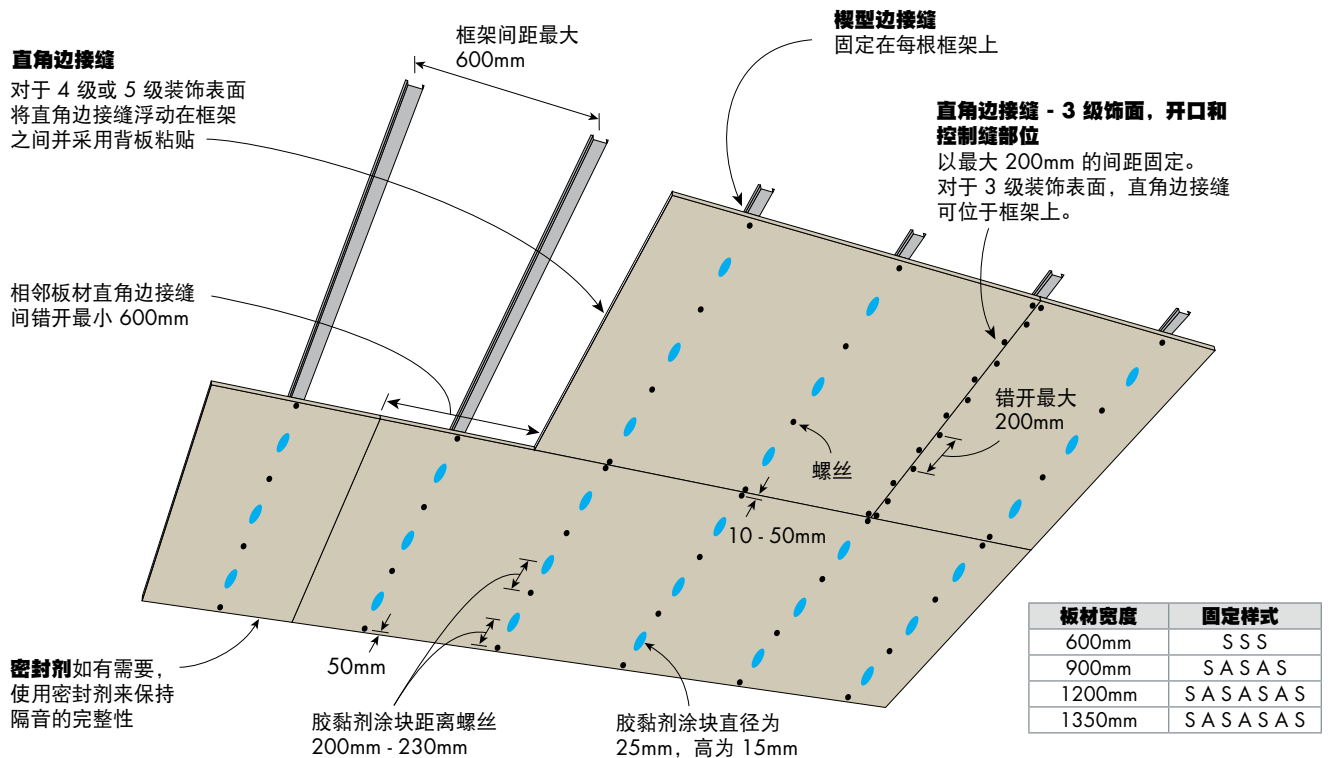 直角边接缝
对于 4 级或 5 级装饰表面
将直角边接缝浮动在框架
之间并采用背板粘贴
框架间距最大
600mm
楔型边接缝
固定在每根框架上
直角边接缝 - 3 级饰面，开口和
控制缝部位
以最大 200mm 的间距固定。
对于 3 级装饰表面，直角边接缝
可位于框架上。
相邻板材直角边接缝
间错开最小 600mm
错开最大
200mm
螺丝
10 - 50mm
50mm
密封剂如有需要，
使用密封剂来保持
隔音的完整性
胶黏剂涂块距离螺丝
200mm - 230mm
胶黏剂涂块直径为
25mm，高为 15mm
板材宽度 固定样式
600mm S S S
900mm S A S A S
1200mm S A S A S A S
1350mm S A S A S A S